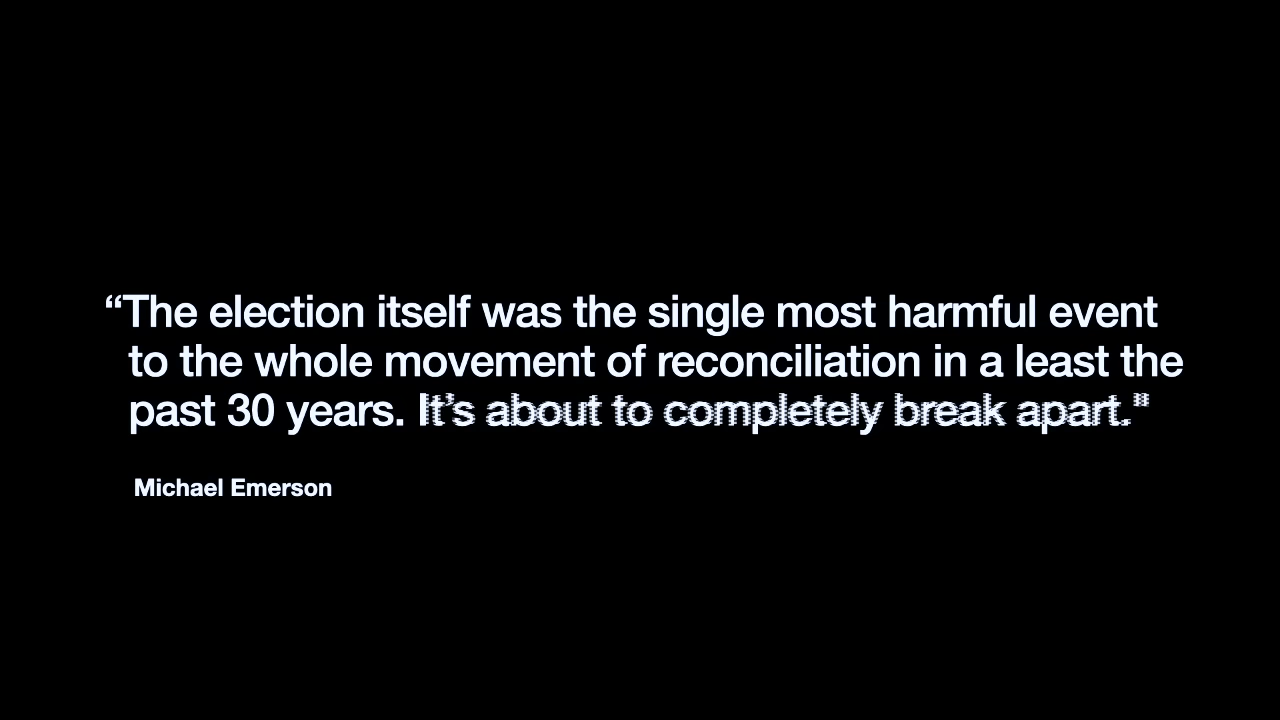 “The election itself was the single most harmful event
to the whole movement of reconciliation in a least the
past 30 years. It’s about to completely break apart.”
Michael Emerson